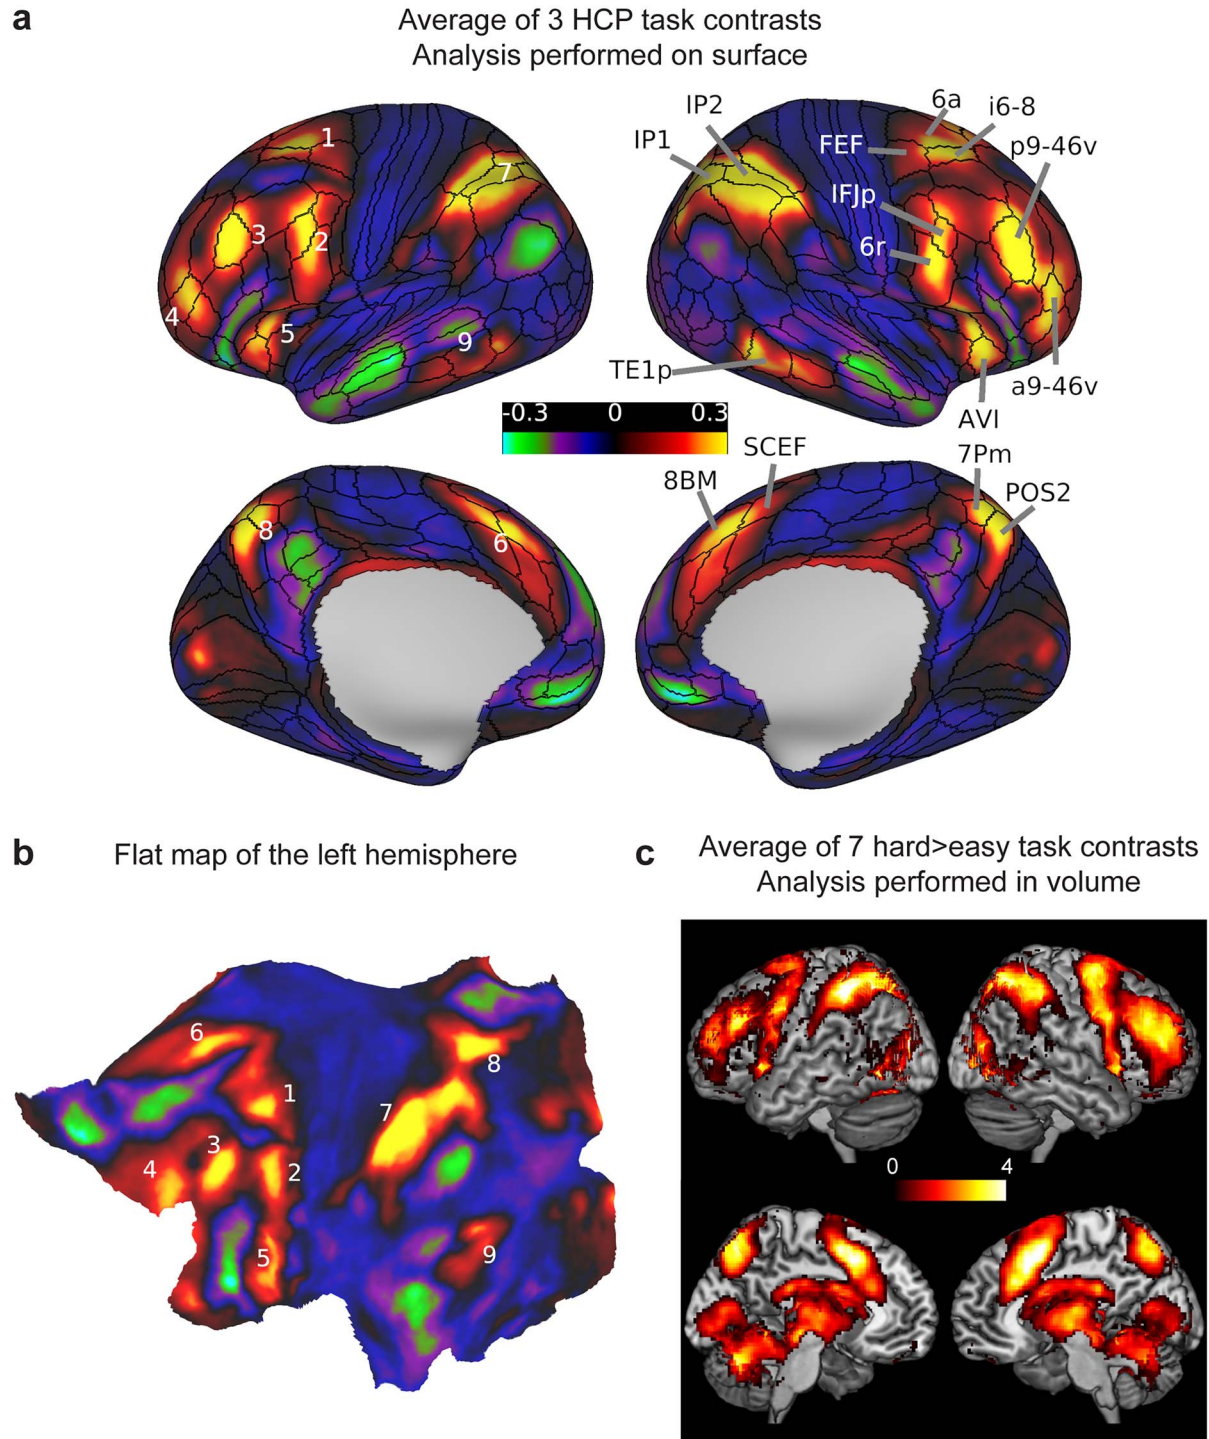 a
Average of 3 HCP task contrasts
Analysis performed on surface
1
2
3
4
5
7
9
IP2
IP1
6a
i6-8
FEF
p9-46v
IFJp
6r
TE1p
a9-46v
AVI
-0.3 0 0.3
8
6
8BM
SCEF
7Pm
POS2
b
Flat map of the left hemisphere
6
1
8
7
3
4
2
5
9
c
Average of 7 hard>easy task contrasts
Analysis performed in volume
0 4